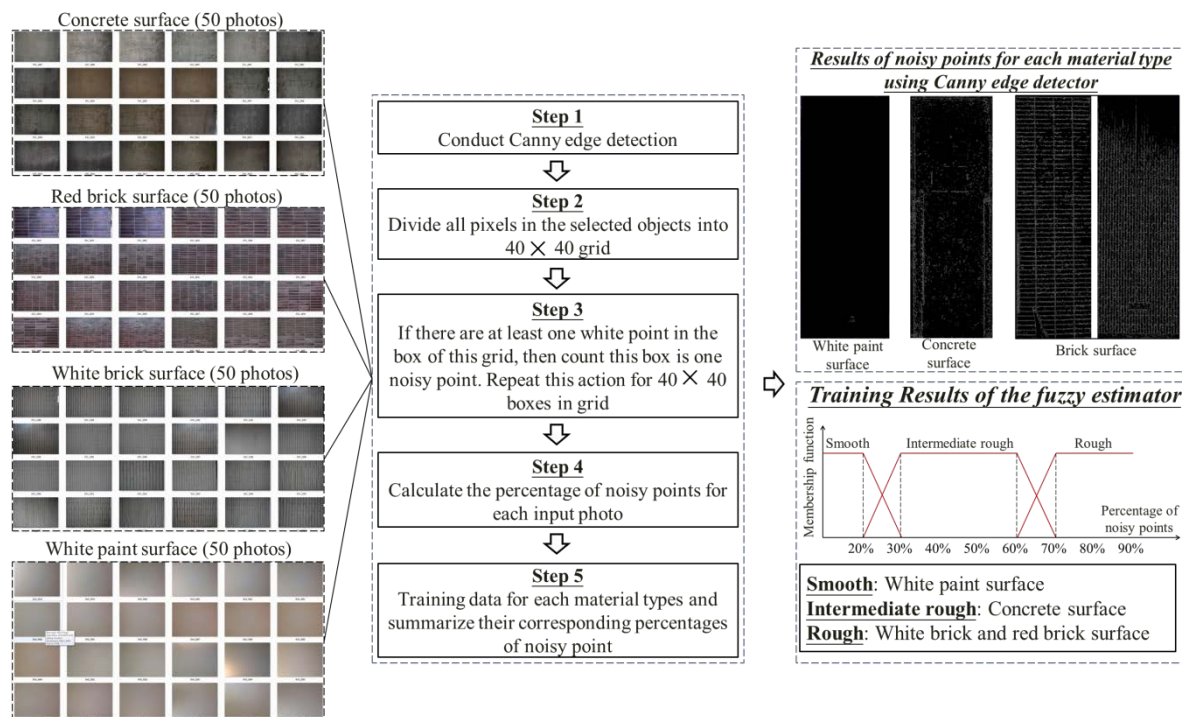 Concrete surface (50 photos)
Red brick surface (50 photos)
White brick surface (50 photos)
White paint surface (50 photos)
Step 1
Conduct Canny edge detection
Step 2
Divide all pixels in the selected objects into
40 × 40 grid
Step 3
If there are at least one white point in the
box of this grid, then count this box is one
noisy point. Repeat this action for 40 × 40
boxes in grid
Step 4
Calculate the percentage of noisy points for
each input photo
Step 5
Training data for each material types and
summarize their corresponding percentages
of noisy point
Results of noisy points for each material type
using Canny edge detector
White paint
surface
Concrete
surface
Brick surface
Training Results of the fuzzy estimator
Membership function
Smooth
Intermediate rough
Rough
Percentage of
noisy points
20% 30% 40% 50% 60% 70% 80% 90%
Smooth: White paint surface
Intermediate rough: Concrete surface
Rough: White brick and red brick surface